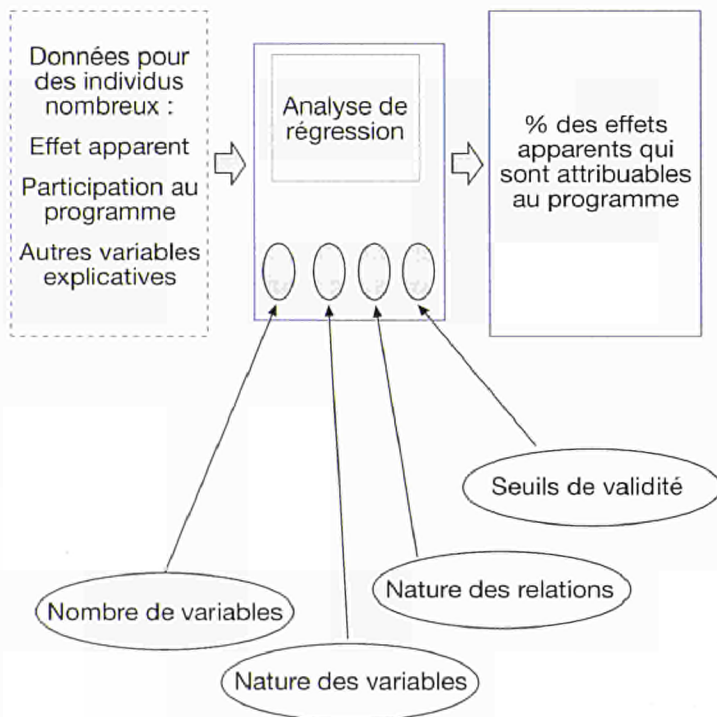 Données pour
des individus
nombreux :
Effet apparent
Participation au
programme
Autres variables
explicatives
Analyse de
régression
% des effets
apparents qui
sont attribuables
au programme
Seuils de validité
Nature des relations
Nombre de variables
Nature des variables